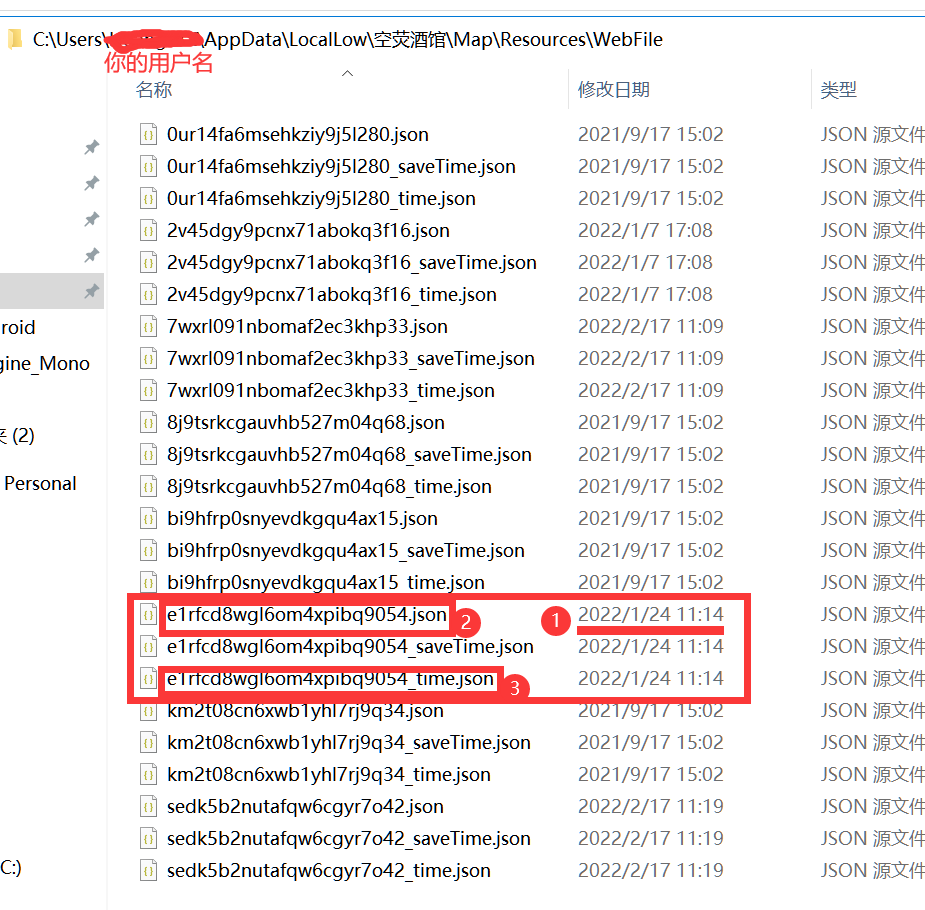 C:\Users\ \AppData\LocalLow\空荧酒馆\Map\Resources\WebFile
你的用户名
名称 修改日期 类型
0ur14fa6msehkziy9j5l280.json 2021/9/17 15:02 JSON 源文件
0ur14fa6msehkziy9j5l280_saveTime.json 2021/9/17 15:02 JSON 源文件
0ur14fa6msehkziy9j5l280_time.json 2021/9/17 15:02 JSON 源文件
2v45dgy9pcnx71abokq3f16.json 2022/1/7 17:08 JSON 源文件
2v45dgy9pcnx71abokq3f16_saveTime.json 2022/1/7 17:08 JSON 源文件
2v45dgy9pcnx71abokq3f16_time.json 2022/1/7 17:08 JSON 源文件
roid 7wxrl091nbomaf2ec3khp33.json 2022/2/17 11:09 JSON 源文件
gine_Mono 7wxrl091nbomaf2ec3khp33_saveTime.json 2022/2/17 11:09 JSON 源文件
7wxrl091nbomaf2ec3khp33_time.json 2022/2/17 11:09 JSON 源文件
(2) 8j9tsrkcgauvhb527m04q68.json 2021/9/17 15:02 JSON 源文件
8j9tsrkcgauvhb527m04q68_saveTime.json 2021/9/17 15:02 JSON 源文件
Personal 8j9tsrkcgauvhb527m04q68_time.json 2021/9/17 15:02 JSON 源文件
bi9hfrp0snyevdkgqu4ax15.json 2021/9/17 15:02 JSON 源文件
bi9hfrp0snyevdkgqu4ax15_saveTime.json 2021/9/17 15:02 JSON 源文件
bi9hfrp0snyevdkgqu4ax15_time.json 2021/9/17 15:02 JSON 源文件
e1rfcd8wgl6om4xpibq9054.json 2 1 2022/1/24 11:14 JSON 源文件
e1rfcd8wgl6om4xpibq9054_saveTime.json 2022/1/24 11:14 JSON 源文件
e1rfcd8wgl6om4xpibq9054_time.json 3 2022/1/24 11:14 JSON 源文件
km2t08cn6xwb1yhl7rj9q34.json 2021/9/17 15:02 JSON 源文件
km2t08cn6xwb1yhl7rj9q34_saveTime.json 2021/9/17 15:02 JSON 源文件
km2t08cn6xwb1yhl7rj9q34_time.json 2021/9/17 15:02 JSON 源文件
sedk5b2nutafqw6cgyr7o42.json 2022/2/17 11:19 JSON 源文件
sedk5b2nutafqw6cgyr7o42_saveTime.json 2022/2/17 11:19 JSON 源文件
C:) sedk5b2nutafqw6cgyr7o42_time.json 2022/2/17 11:19 JSON 源文件